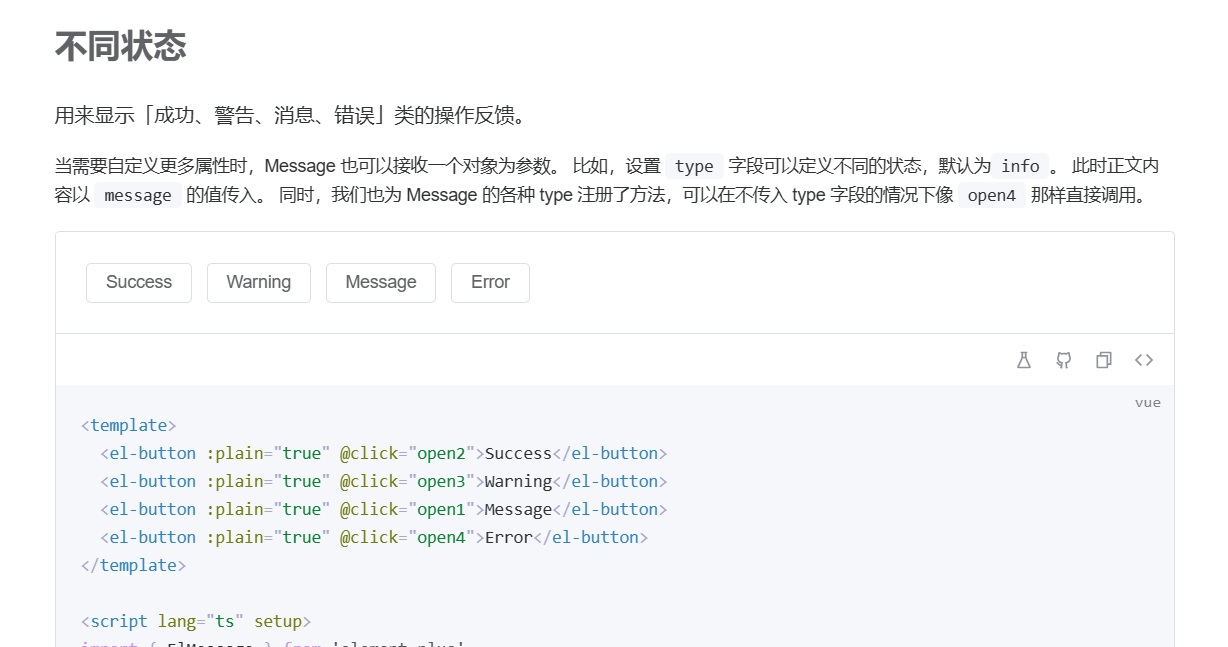 不同状态
用来显示「成功、警告、消息、错误」类的操作反馈。
当需要自定义更多属性时，Message 也可以接收一个对象为参数。 比如，设置 type 字段可以定义不同的状态，默认为 info 。 此时正文内
容以 message 的值传入。 同时，我们也为 Message 的各种 type 注册了方法，可以在不传入 type 字段的情况下像 open4 那样直接调用。
Success Warning Message Error
vue
<template>
  <el-button :plain="true" @click="open2">Success</el-button>
  <el-button :plain="true" @click="open3">Warning</el-button>
  <el-button :plain="true" @click="open1">Message</el-button>
  <el-button :plain="true" @click="open4">Error</el-button>
</template>
<script lang="ts" setup>
import { ElMessage } from 'element-plus'